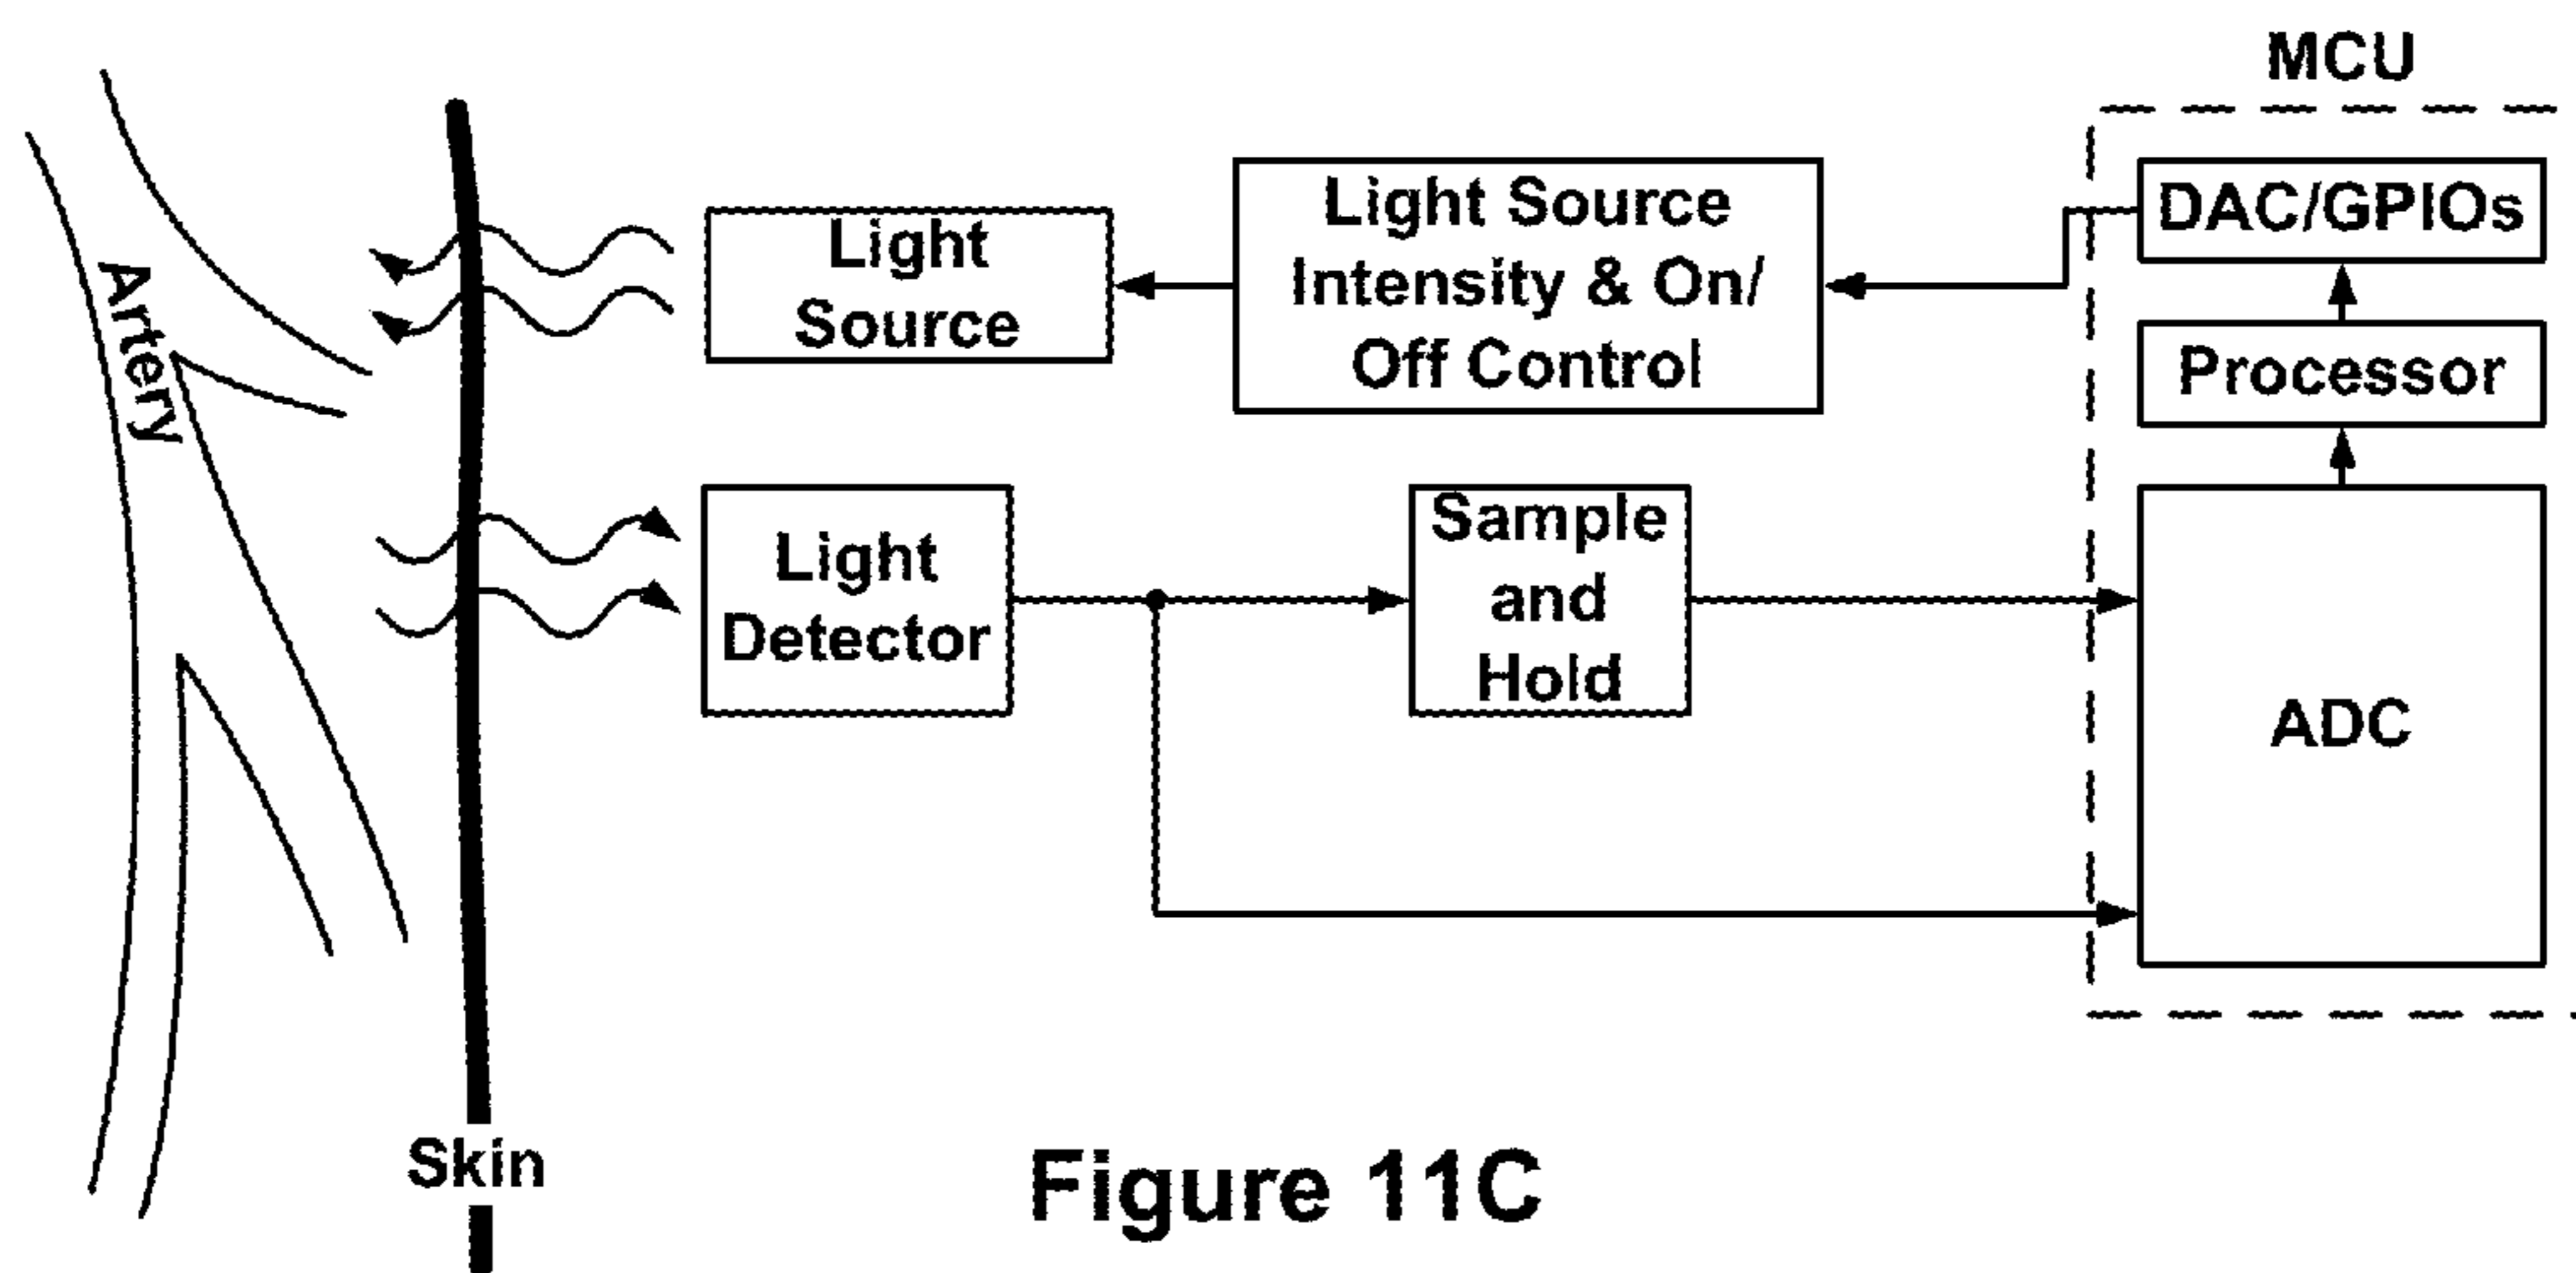 MCU
Artery
Light
Source
Light Source
Intensity & On/
Off Control
DAC/GPIOs
Processor
Light
Detector
Sample
and
Hold
ADC
Skin
Figure 11C